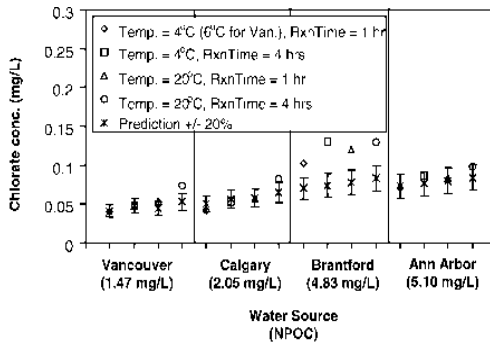 0.3
0.25
0.2
0.15
0.1
0.05
0
Chlorate conc. (mg/L)
Temp. = 4°C (6°C for Van.), RxnTime = 1 hr
Temp. = 4°C, RxnTime = 4 hrs
Temp. = 20°C, RxnTime = 1 hr
Temp. = 20°C, RxnTime = 4 hrs
Prediction +/- 20%
Vancouver Calgary Brantford Ann Arbor
(1.47 mg/L) (2.05 mg/L) (4.83 mg/L) (5.10 mg/L)
Water Source
(NPOC)